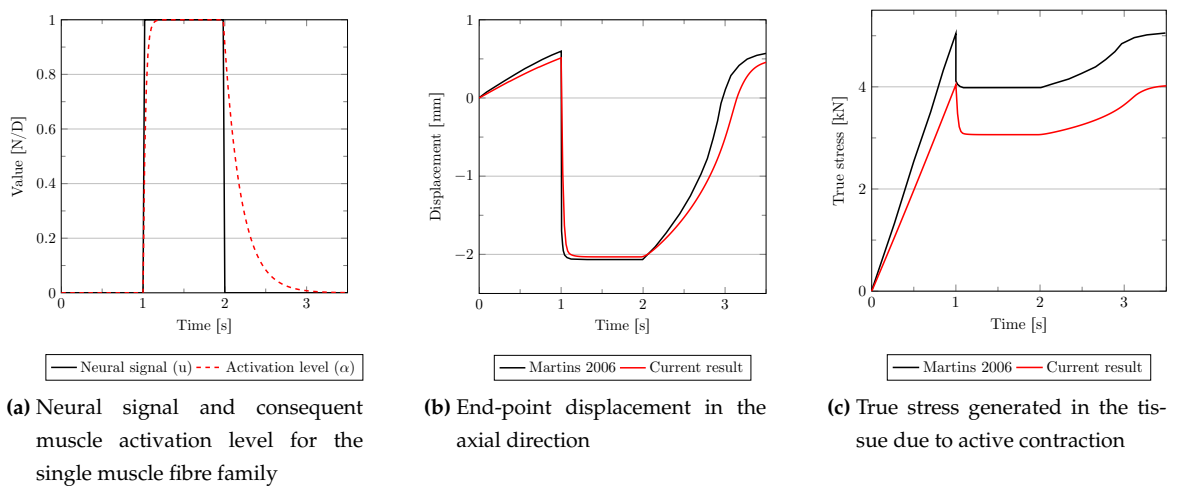 1
0.8
0.6
0.4
0.2
0
0 1 2 3
Value [N/D]
Time [s]
Neural signal (u) Activation level (α)
(a) Neural signal and consequent
muscle activation level for the
single muscle fibre family
1
0
−1
−2
0 1 2 3
Displacement [mm]
Time [s]
Martins 2006 Current result
(b) End-point displacement in the
axial direction
4
2
0
0 1 2 3
True stress [kN]
Time [s]
Martins 2006 Current result
(c) True stress generated in the tis-
sue due to active contraction